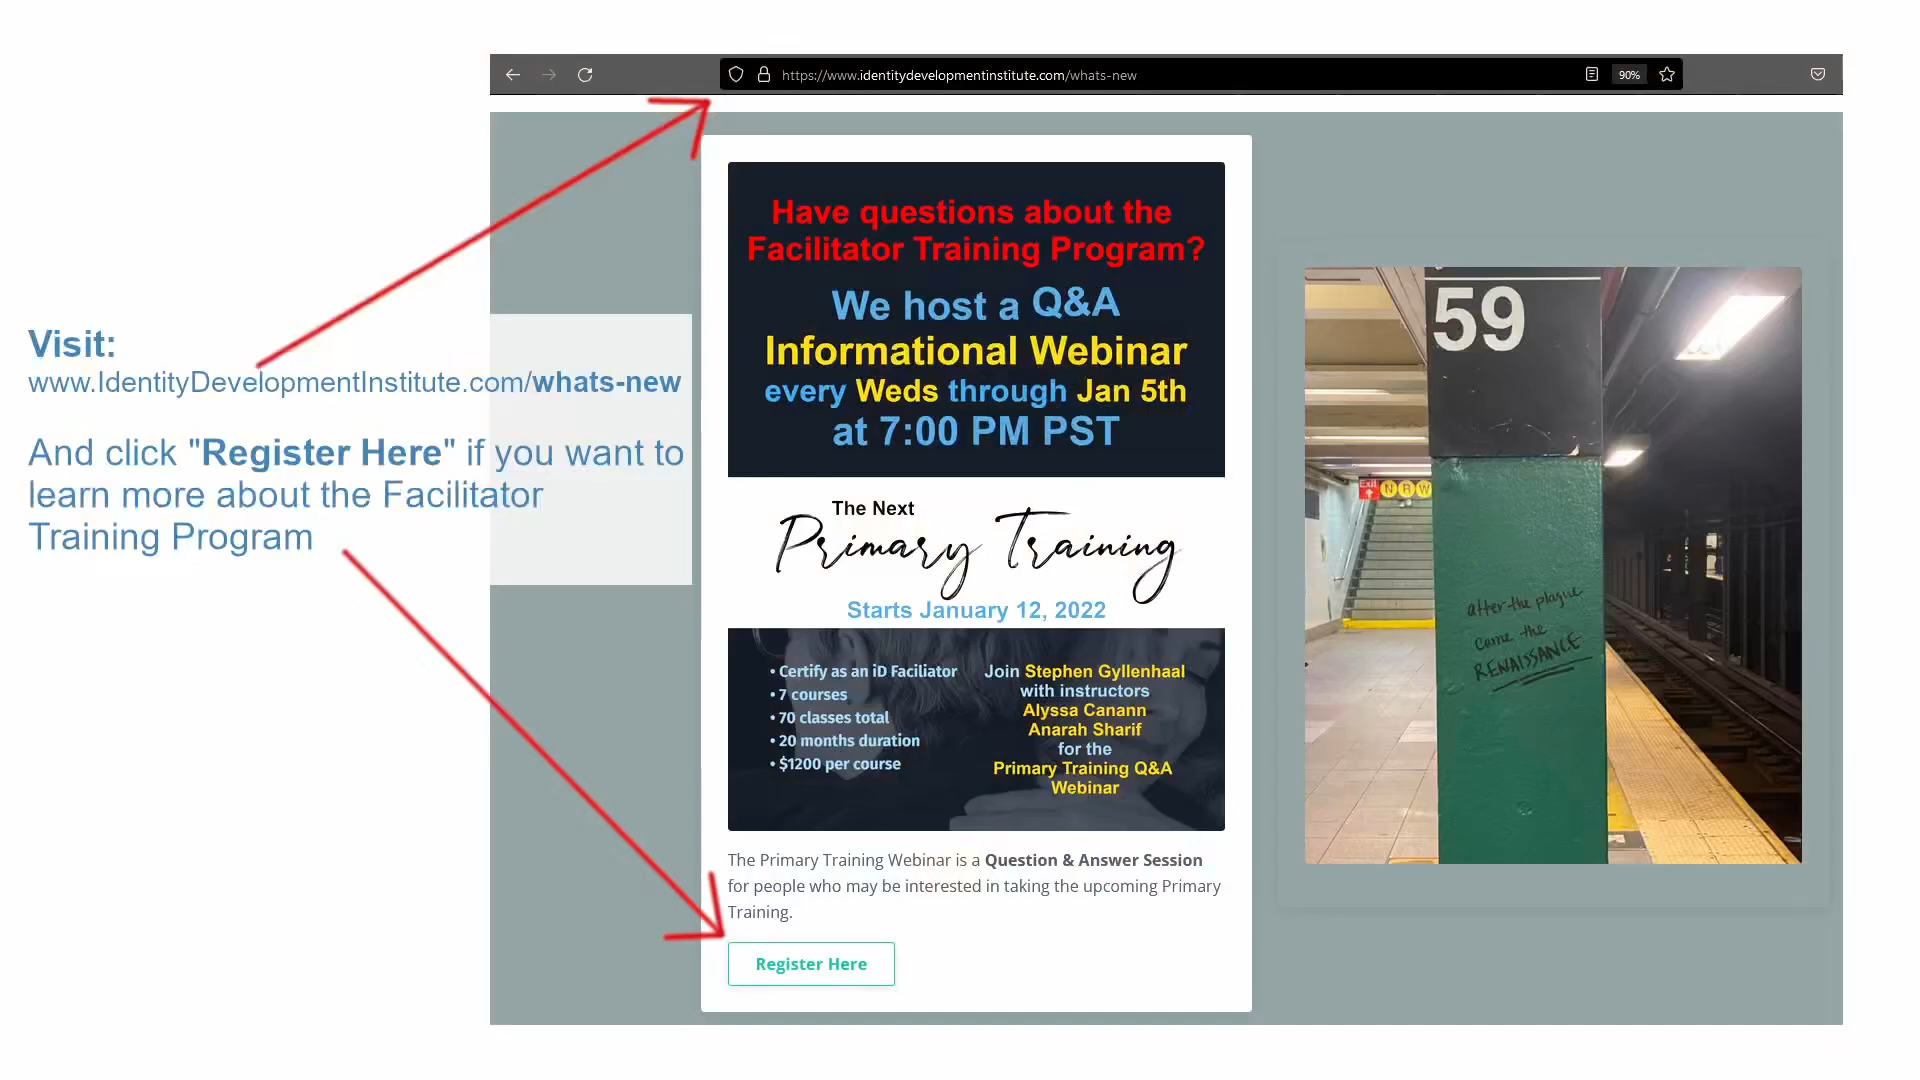 https://www.identitydevelopmentinstitute.com/whats-new
90%
Visit:
www.IdentityDevelopmentInstitute.com/whats-new
And click "Register Here" if you want to
learn more about the Facilitator
Training Program
Have questions about the
Facilitator Training Program?
We host a Q&A
Informational Webinar
every Weds through Jan 5th
at 7:00 PM PST
The Next
Primary Training
Starts January 12, 2022
• Certify as an iD Faciliator
• 7 courses
• 70 classes total
• 20 months duration
• $1200 per course
Join Stephen Gyllenhaal
with instructors
Alyssa Canann
Anarah Sharif
for the
Primary Training Q&A
Webinar
The Primary Training Webinar is a Question & Answer Session
for people who may be interested in taking the upcoming Primary
Training.
Register Here
59
Exit
N R W
after the plague
came the
RENAISSANCE